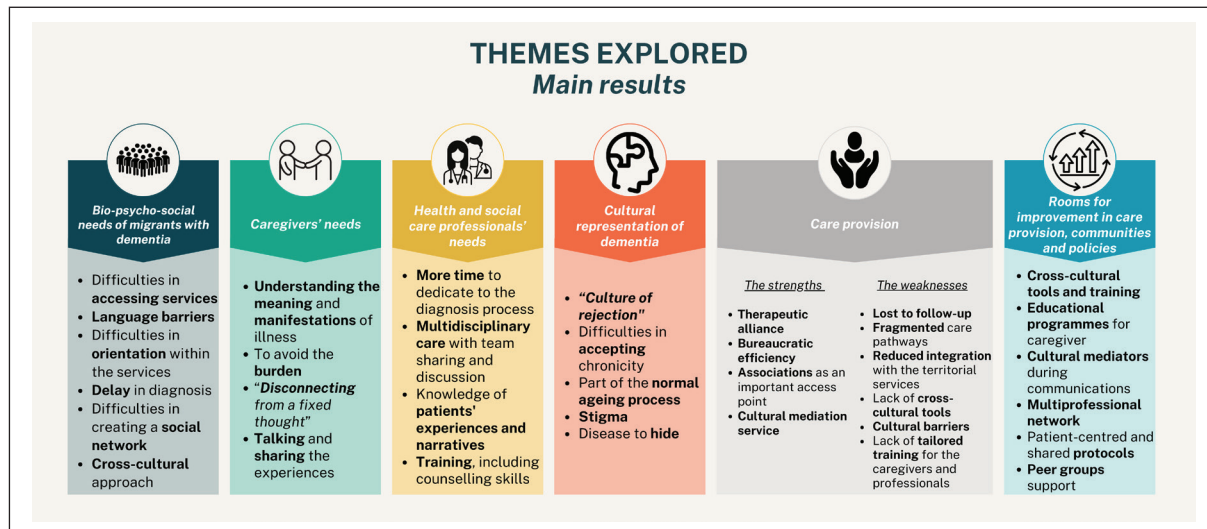 THEMES EXPLORED
Main results
Bio-psycho-social
needs of migrants with
dementia
• Difficulties in
accessing services
• Language barriers
• Difficulties in
orientation within
the services
• Delay in diagnosis
• Difficulties in
creating a social
network
• Cross-cultural
approach
Caregivers' needs
• Understanding the
meaning and
manifestations of
illness
• To avoid the
burden
• "Disconnecting
from a fixed
thought"
• Talking and
sharing the
experiences
Health and social
care professionals'
needs
• More time to
dedicate to the
diagnosis process
• Multidisciplinary
care with team
sharing and
discussion
• Knowledge of
patients'
experiences and
narratives
• Training, including
counselling skills
Cultural
representation of
dementia
• "Culture of
rejection"
• Difficulties in
accepting
chronicity
• Part of the normal
ageing process
• Stigma
• Disease to hide
Care provision
The strengths
• Therapeutic
alliance
• Bureaucratic
efficiency
• Associations as an
important access
point
• Cultural mediation
service
The weaknesses
• Lost to follow-up
• Fragmented care
pathways
• Reduced integration
with the territorial
services
• Lack of cross-
cultural tools
• Cultural barriers
• Lack of tailored
training for the
caregivers and
professionals
Rooms for
improvement in care
provision, communities
and policies
• Cross-cultural
tools and training
• Educational
programmes for
caregiver
• Cultural mediators
during
communications
• Multiprofessional
network
• Patient-centred and
shared protocols
• Peer groups
support